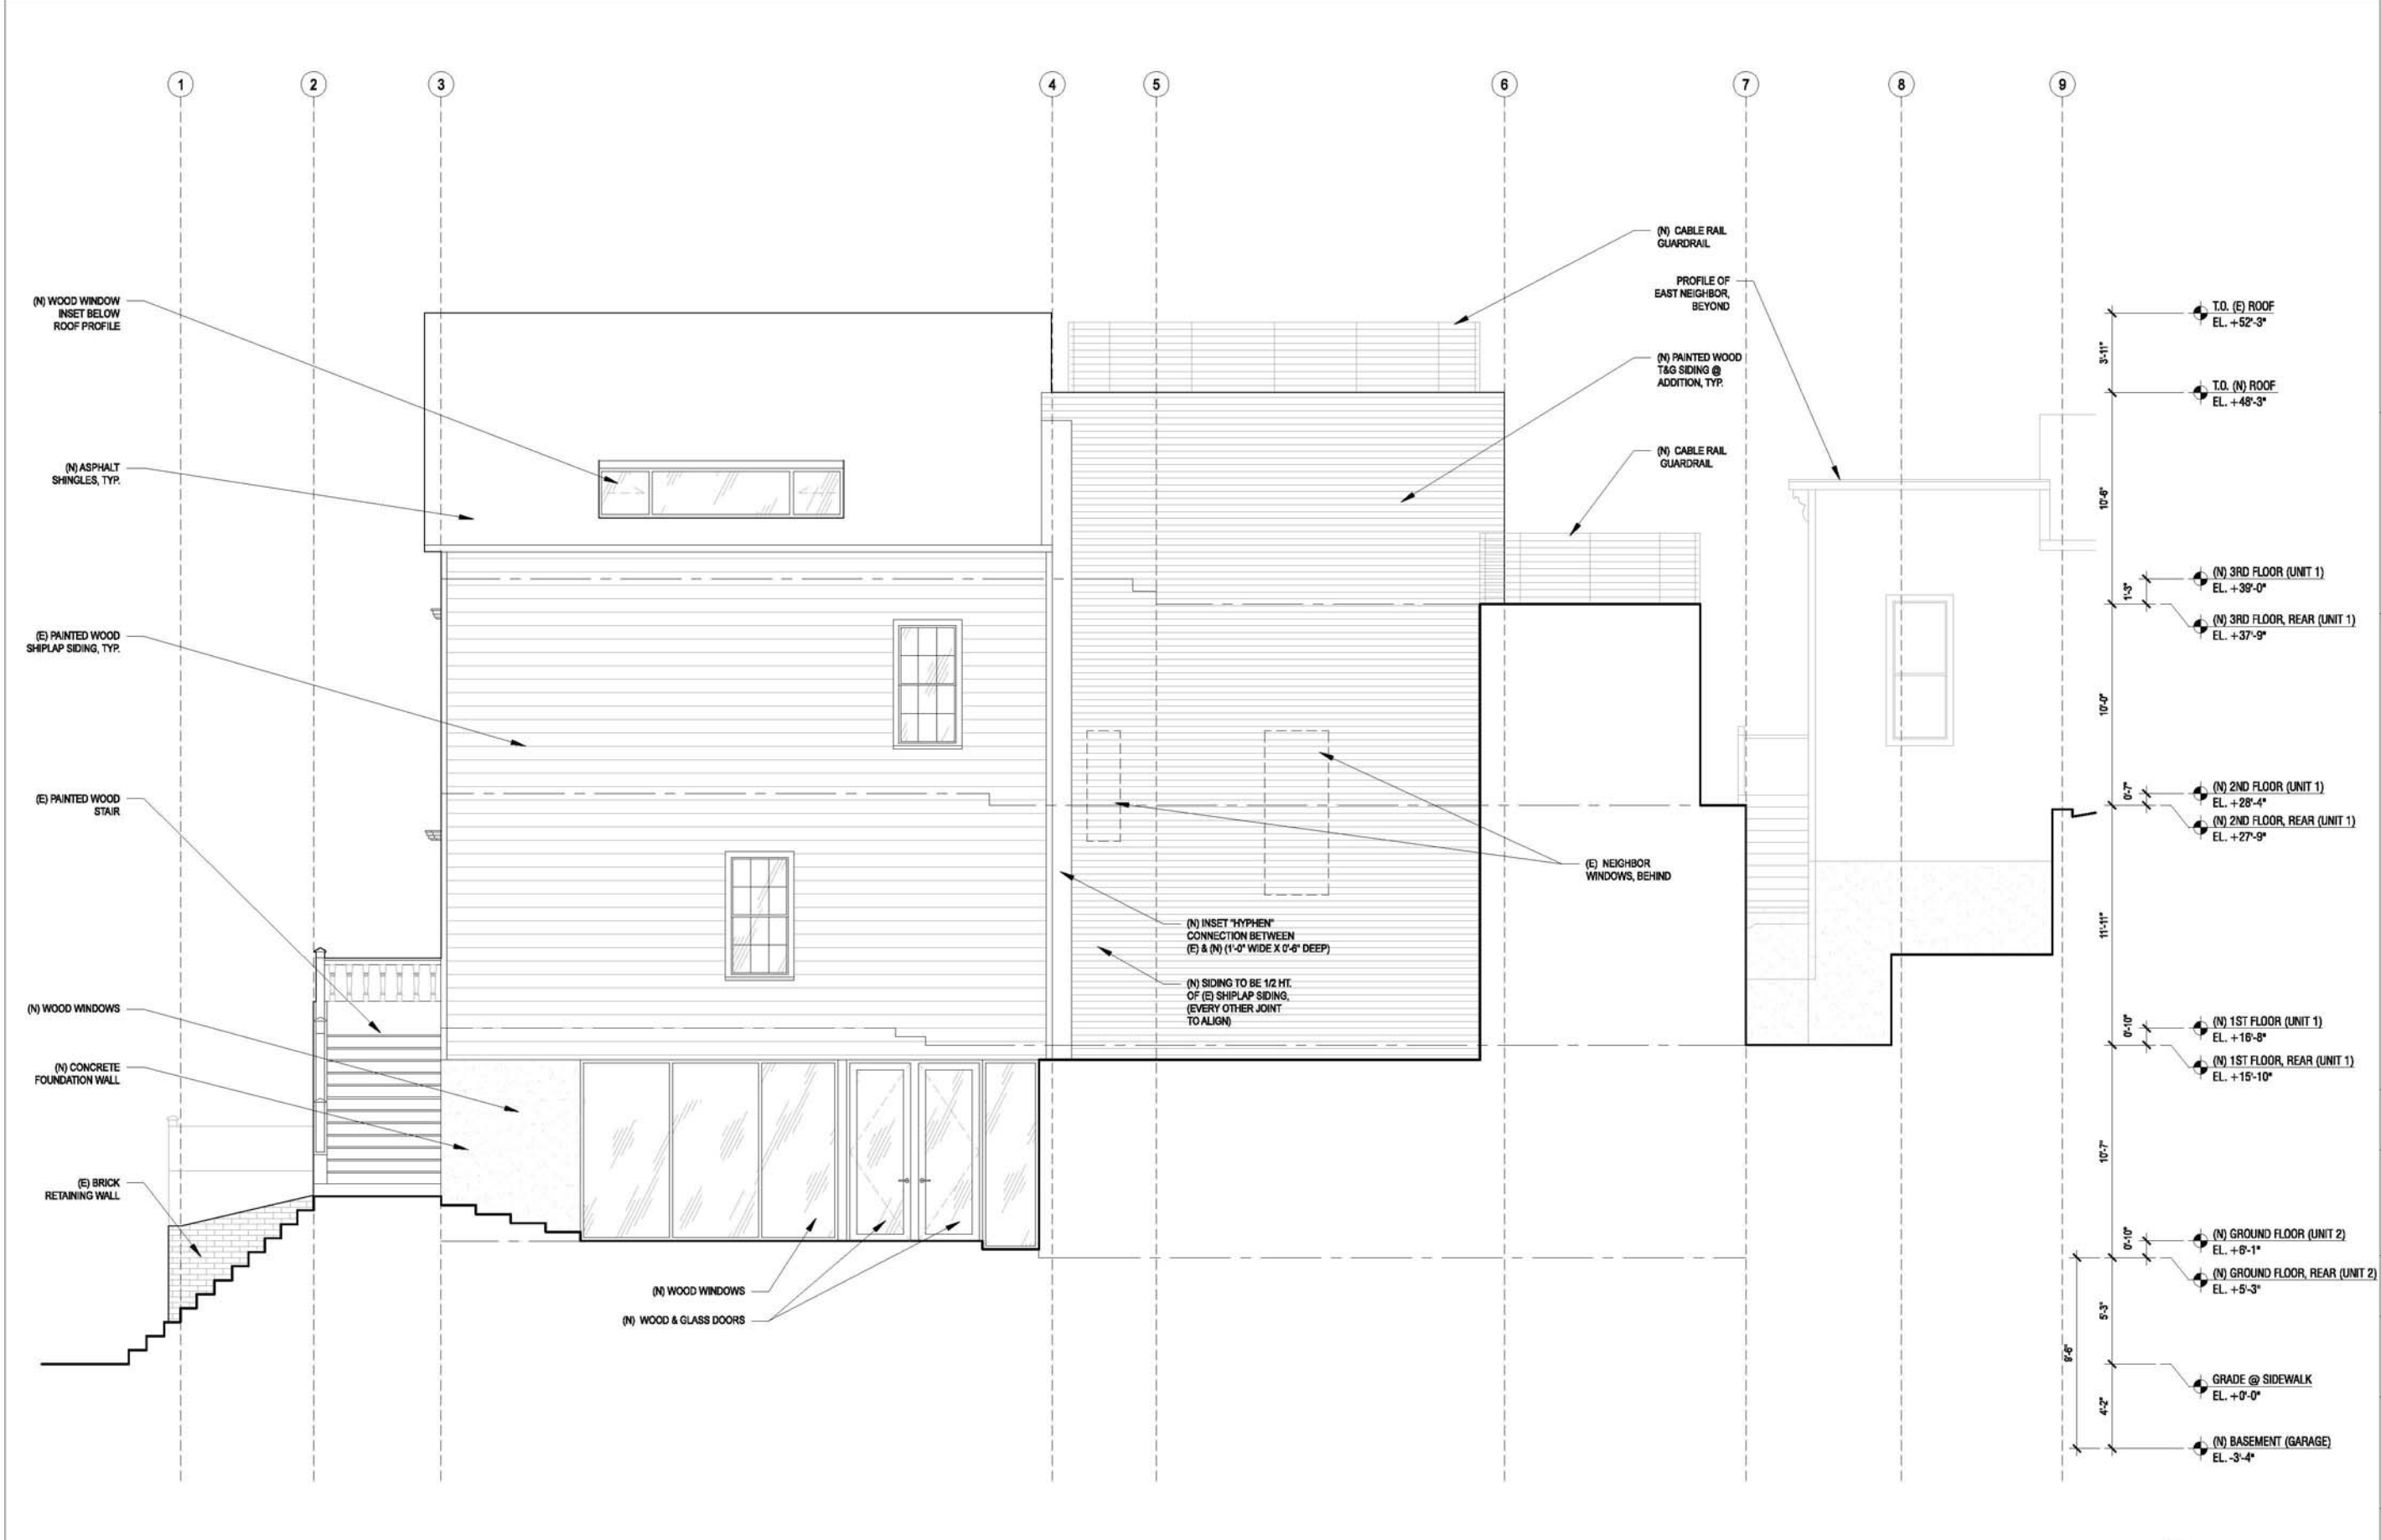 1
2
3
4
5
6
7
8
9
(N) WOOD WINDOW
INSET BELOW
ROOF PROFILE
(N) ASPHALT
SHINGLES, TYP.
(E) PAINTED WOOD
SHIPLAP SIDING, TYP.
(E) PAINTED WOOD
STAIR
(N) WOOD WINDOWS
(N) CONCRETE
FOUNDATION WALL
(E) BRICK
RETAINING WALL
(N) WOOD WINDOWS
(N) WOOD & GLASS DOORS
(N) CABLE RAIL
GUARDRAIL
PROFILE OF
EAST NEIGHBOR,
BEYOND
(N) PAINTED WOOD
T&G SIDING @
ADDITION, TYP.
(N) CABLE RAIL
GUARDRAIL
(E) NEIGHBOR
WINDOWS, BEHIND
(N) INSET "HYPHEN"
CONNECTION BETWEEN
(E) & (N) (1'-0" WIDE X 0'-6" DEEP)
(N) SIDING TO BE 1/2 HT.
OF (E) SHIPLAP SIDING,
(EVERY OTHER JOINT
TO ALIGN)
3'-11"
10'-6"
1'-3"
10'-0"
0'-7"
11'-11"
0'-10"
10'-7"
0'-10"
5'-3"
9'-6"
4'-2"
T.O. (E) ROOF
EL. +52'-3"
T.O. (N) ROOF
EL. +48'-3"
(N) 3RD FLOOR (UNIT 1)
EL. +39'-0"
(N) 3RD FLOOR, REAR (UNIT 1)
EL. +37'-9"
(N) 2ND FLOOR (UNIT 1)
EL. +28'-4"
(N) 2ND FLOOR, REAR (UNIT 1)
EL. +27'-9"
(N) 1ST FLOOR (UNIT 1)
EL. +16'-8"
(N) 1ST FLOOR, REAR (UNIT 1)
EL. +15'-10"
(N) GROUND FLOOR (UNIT 2)
EL. +6'-1"
(N) GROUND FLOOR, REAR (UNIT 2)
EL. +5'-3"
GRADE @ SIDEWALK
EL. +0'-0"
(N) BASEMENT (GARAGE)
EL. -3'-4"